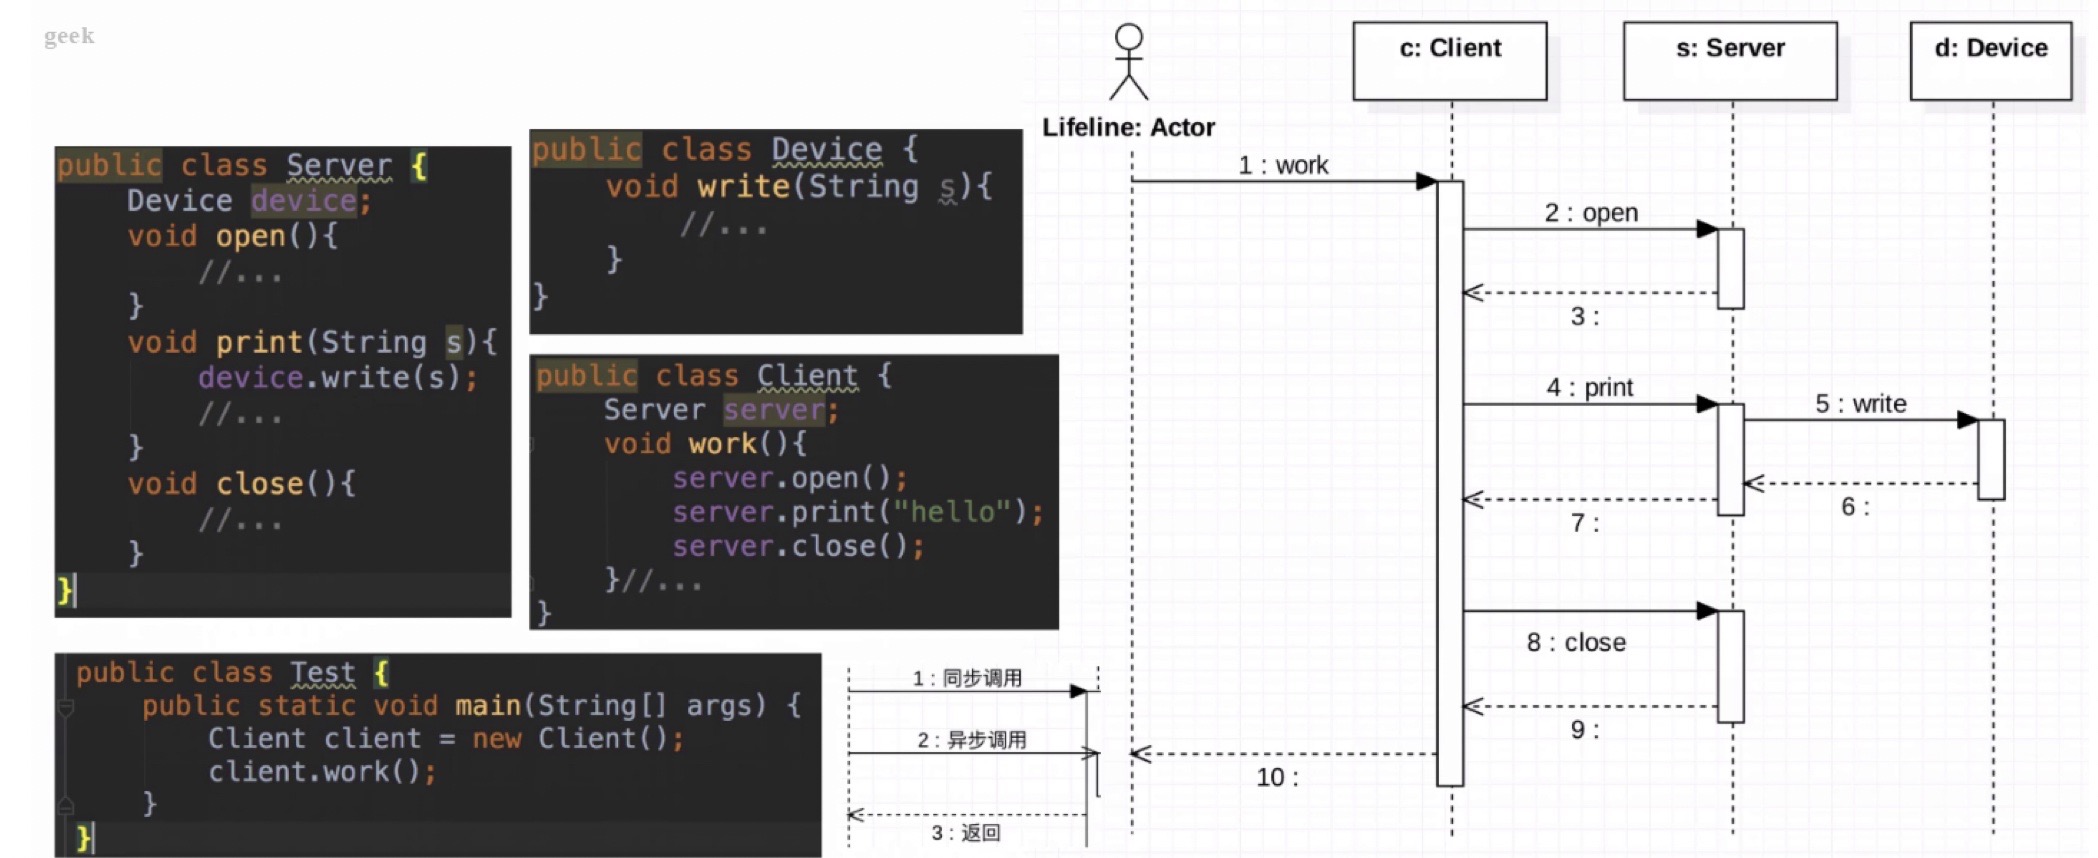 geek
public class Server {
    Device device;
    void open(){
        //...
    }
    void print(String s){
        device.write(s);
        //...
    }
    void close(){
        //...
    }
}
public class Device {
    void write(String s){
        //...
    }
}
public class Client {
    Server server;
    void work(){
        server.open();
        server.print("hello");
        server.close();
    }//...
}
public class Test {
    public static void main(String[] args) {
        Client client = new Client();
        client.work();
    }
}
1 : 同步调用
2 : 异步调用
3 : 返回
Lifeline: Actor
c: Client
s: Server
d: Device
1 : work
2 : open
3 :
4 : print
5 : write
6 :
7 :
8 : close
9 :
10 :